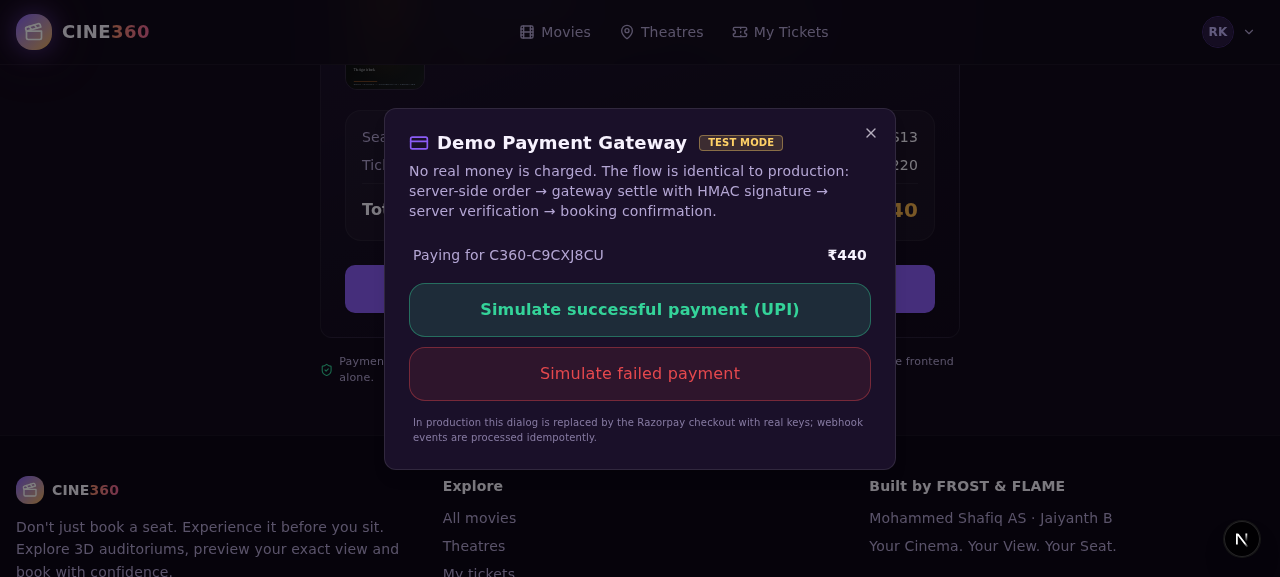 CINE360
Movies
Theatres
My Tickets
RK
Demo Payment Gateway
TEST MODE
No real money is charged. The flow is identical to production:
server-side order → gateway settle with HMAC signature →
server verification → booking confirmation.
Paying for C360-C9CXJ8CU
₹440
Simulate successful payment (UPI)
Simulate failed payment
In production this dialog is replaced by the Razorpay checkout with real keys; webhook
events are processed idempotently.
frontend
alone.
CINE360
Don't just book a seat. Experience it before you sit.
Explore 3D auditoriums, preview your exact view and
book with confidence.
Explore
All movies
Theatres
My tickets
Built by FROST & FLAME
Mohammed Shafiq AS · Jaiyanth B
Your Cinema. Your View. Your Seat.
N